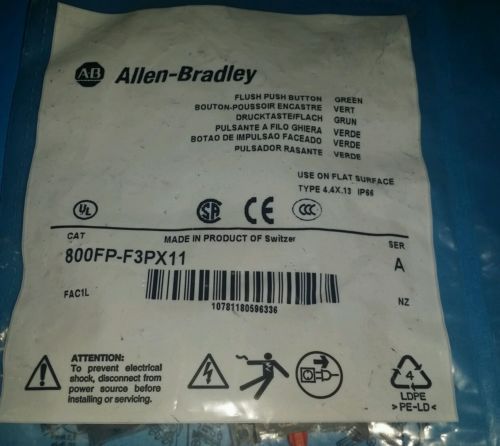 AB Allen-Bradley
FLUSH PUSH BUTTON GREEN
BOUTON-POUSSOIR ENCASTRE VERT
DRUCKTASTE/FLACH GRUN
PULSANTE A FILO GHIERA VERDE
BOTAO DE IMPULSAO FACEADO VERDE
PULSADOR RASANTE VERDE
USE ON FLAT SURFACE
TYPE 4.4X.13 IP66
UL SA CE CCC
CAT MADE IN PRODUCT OF Switzer SER
800FP-F3PX11 A
FAC1L NZ
10781180596336
ATTENTION:
To prevent electrical
shock, disconnect from
power source before
installing or servicing.
4
LDPE
>PE-LD<